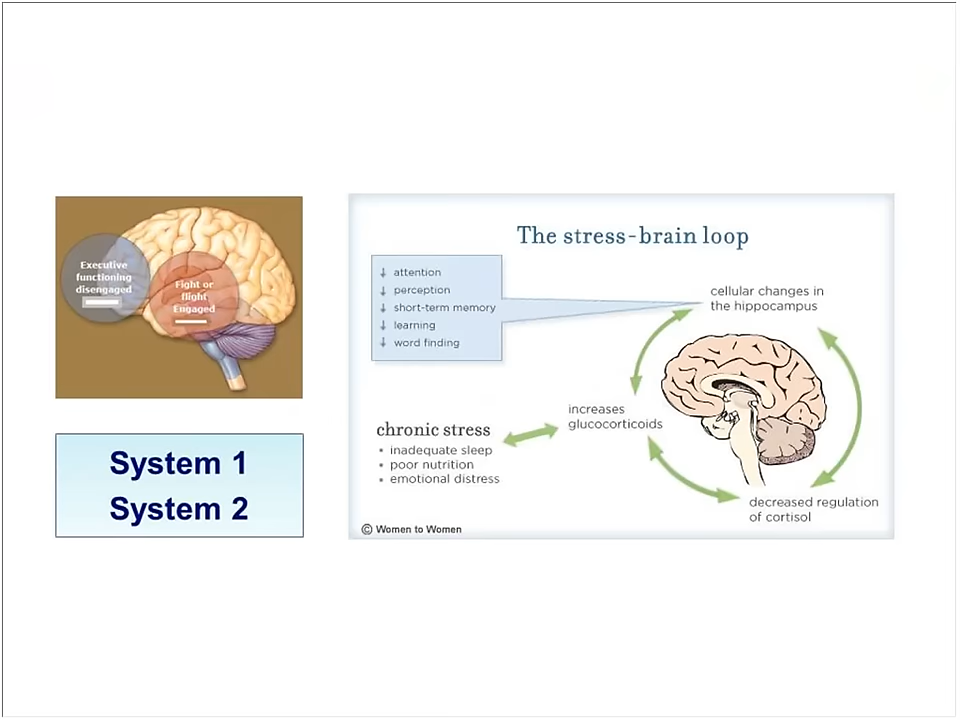 Executive
functioning
disengaged
Fight or
flight
Engaged
System 1
System 2
The stress-brain loop
↓ attention
↓ perception
↓ short-term memory
↓ learning
↓ word finding
cellular changes in
the hippocampus
increases
glucocorticoids
chronic stress
• inadequate sleep
• poor nutrition
• emotional distress
decreased regulation
of cortisol
© Women to Women